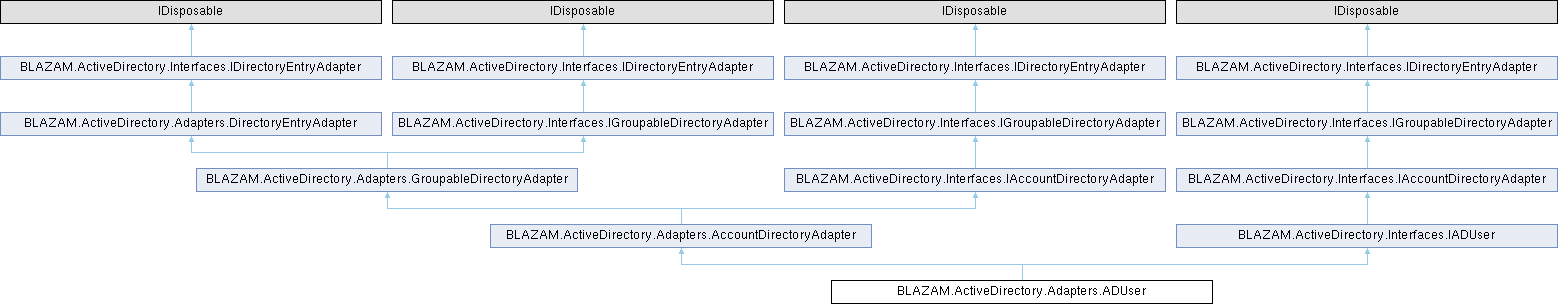 IDisposable
IDisposable
IDisposable
IDisposable
BLAZAM.ActiveDirectory.Interfaces.IDirectoryEntryAdapter
BLAZAM.ActiveDirectory.Interfaces.IDirectoryEntryAdapter
BLAZAM.ActiveDirectory.Interfaces.IDirectoryEntryAdapter
BLAZAM.ActiveDirectory.Interfaces.IDirectoryEntryAdapter
BLAZAM.ActiveDirectory.Adapters.DirectoryEntryAdapter
BLAZAM.ActiveDirectory.Interfaces.IGroupableDirectoryAdapter
BLAZAM.ActiveDirectory.Interfaces.IGroupableDirectoryAdapter
BLAZAM.ActiveDirectory.Interfaces.IGroupableDirectoryAdapter
BLAZAM.ActiveDirectory.Adapters.GroupableDirectoryAdapter
BLAZAM.ActiveDirectory.Interfaces.IAccountDirectoryAdapter
BLAZAM.ActiveDirectory.Interfaces.IAccountDirectoryAdapter
BLAZAM.ActiveDirectory.Adapters.AccountDirectoryAdapter
BLAZAM.ActiveDirectory.Interfaces.IADUser
BLAZAM.ActiveDirectory.Adapters.ADUser